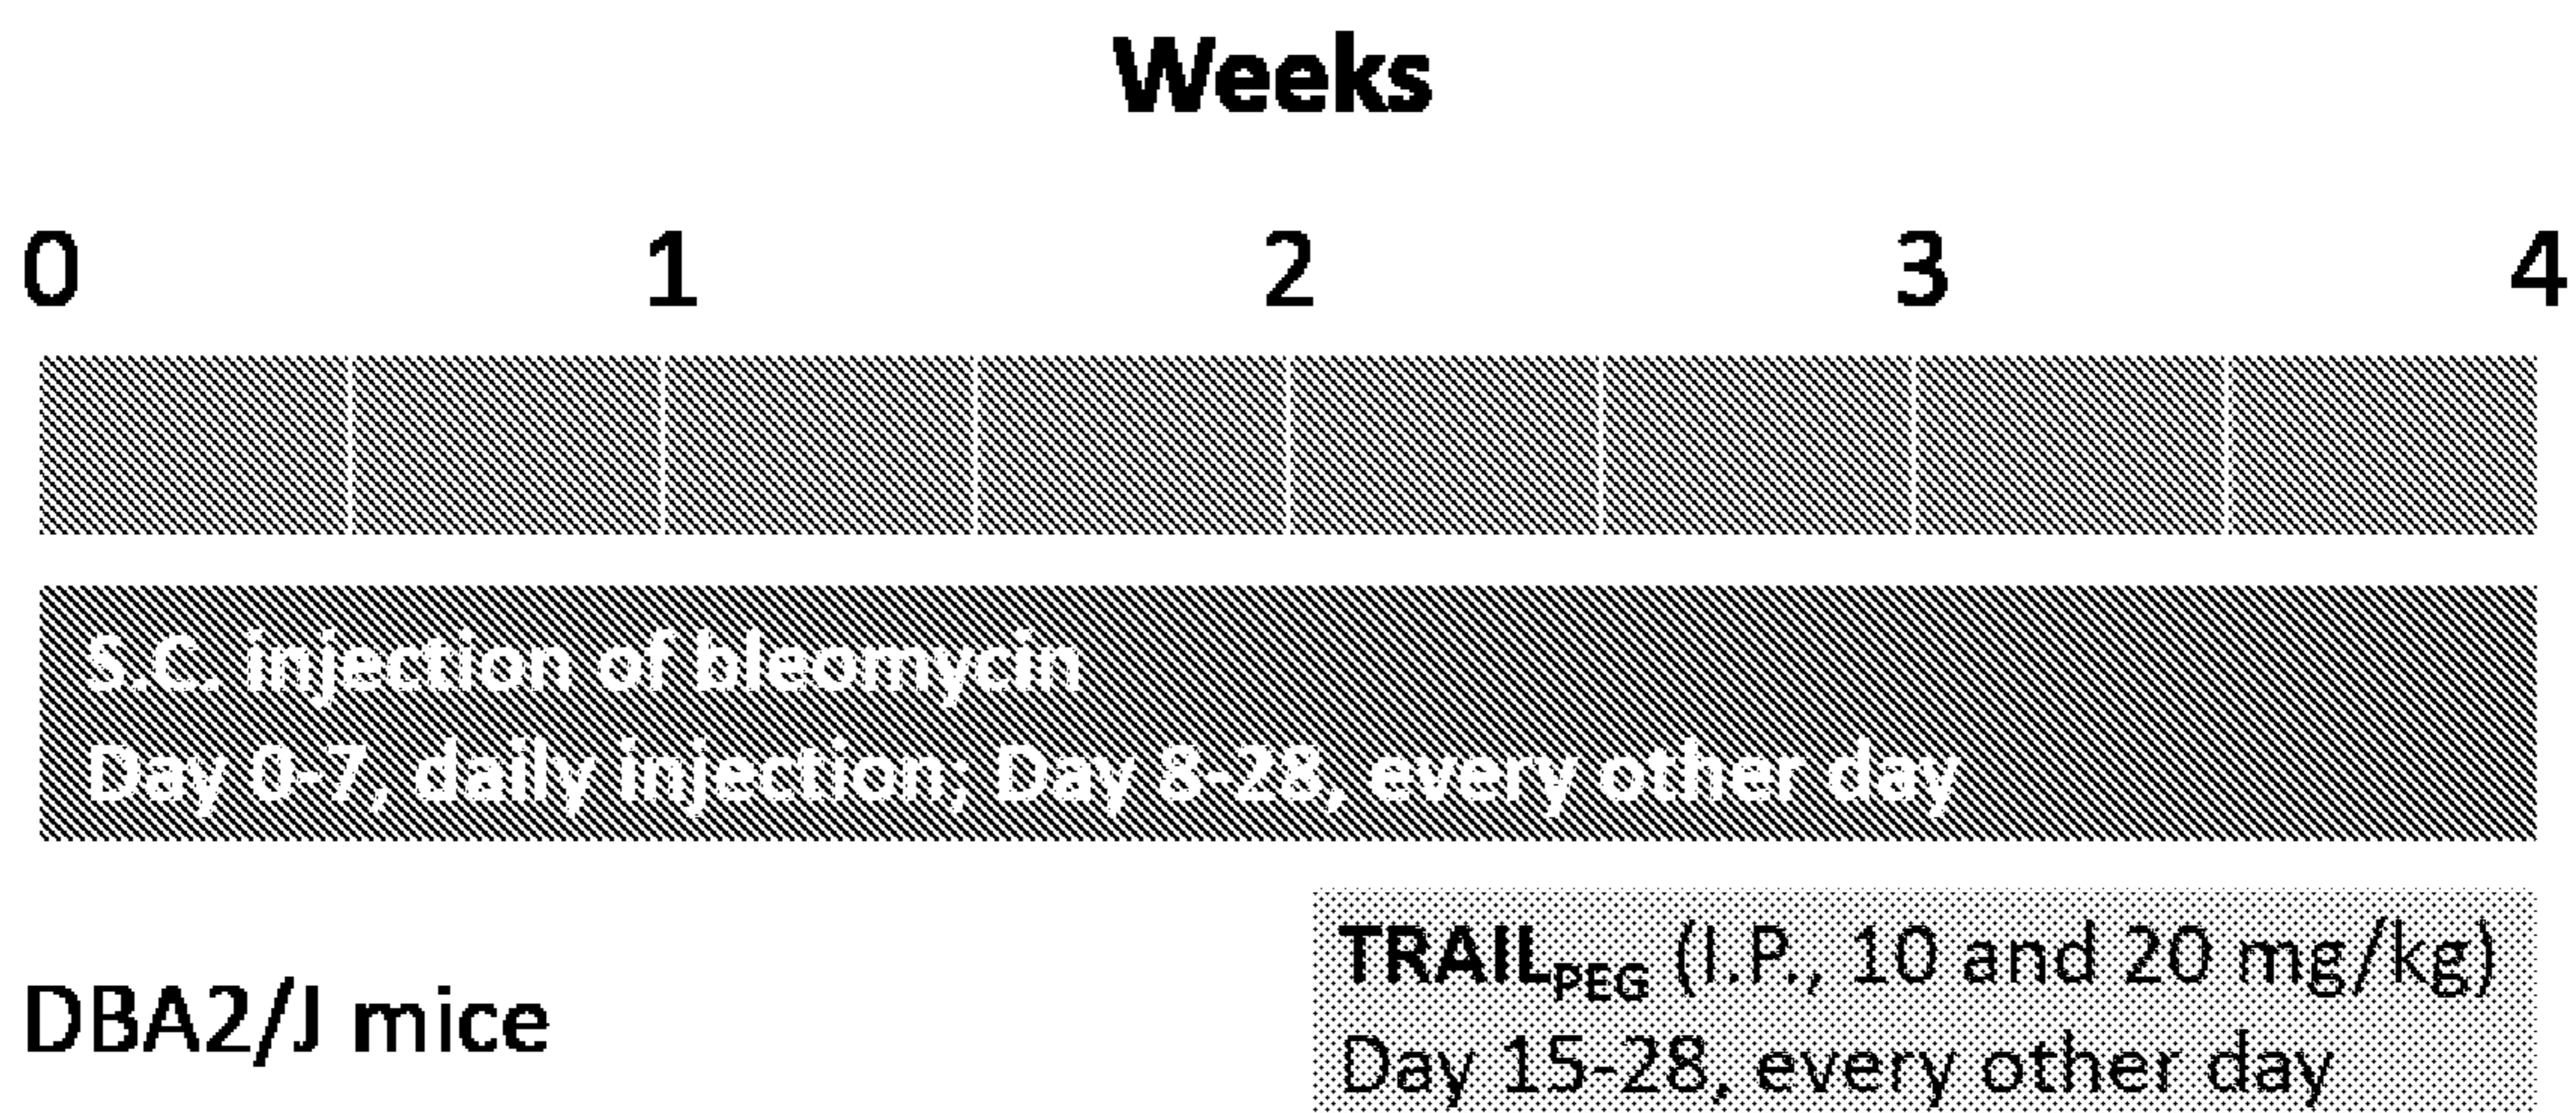 Weeks
0 1 2 3 4
S.C. injection of bleomycin
Day 0-7, daily injection; Day 8-28, every other day
TRAILPEG (I.P., 10 and 20 mg/kg)
Day 15-28, every other day
DBA2/J mice